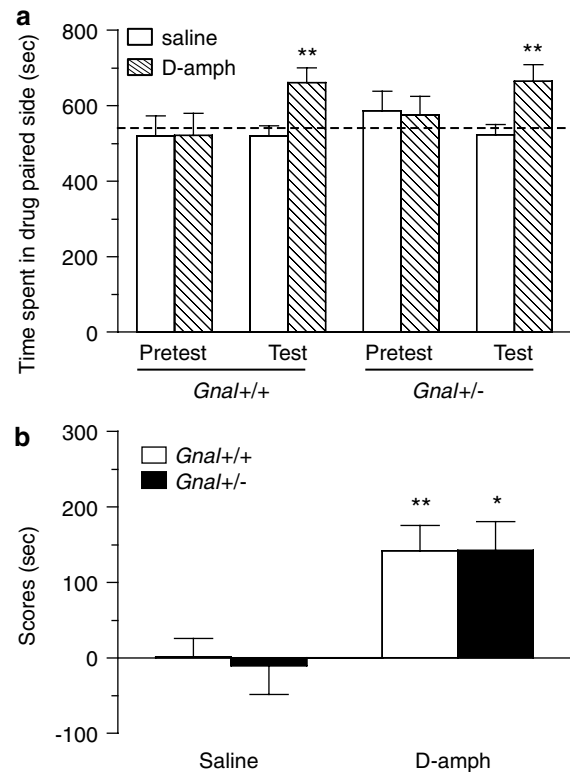 a
Time spent in drug paired side (sec)
800
600
400
200
0
saline
D-amph
**
**
Pretest Test Pretest Test
Gnal+/+ Gnal+/-
b
Scores (sec)
300
200
100
0
-100
Gnal+/+
Gnal+/-
**
*
Saline D-amph